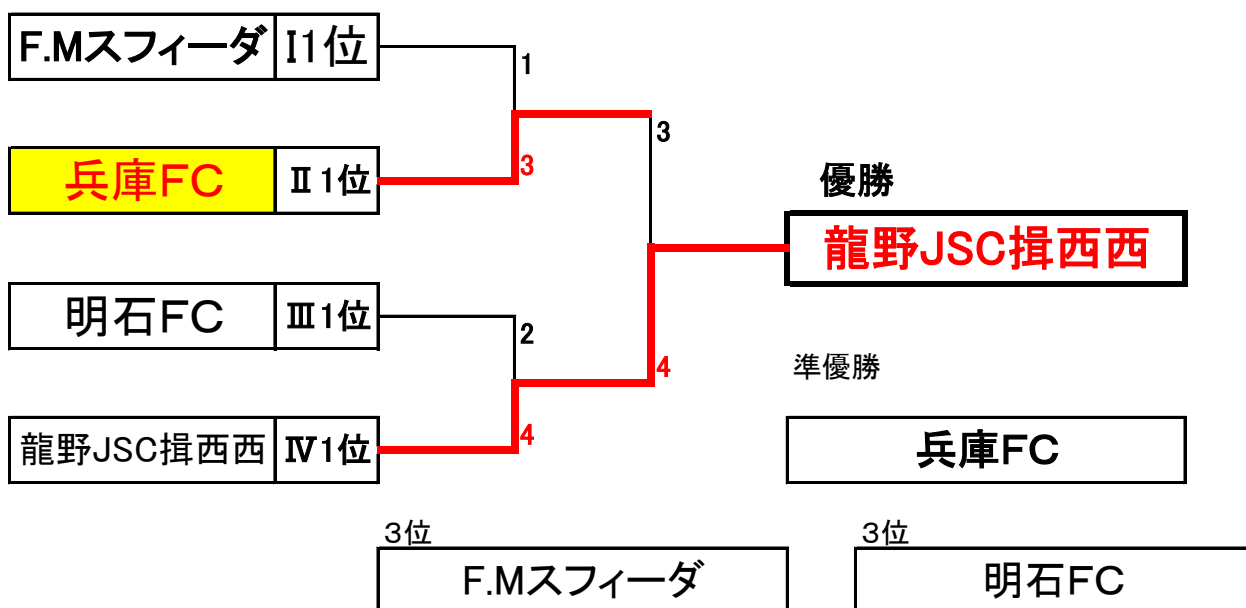 F.Mスフィーダ Ⅰ1位
1
3
兵庫FC Ⅱ1位
3
優勝
龍野JSC揖西西
明石FC Ⅲ1位
2
4
準優勝
龍野JSC揖西西 Ⅳ1位
4
兵庫FC
３位 ３位
F.Mスフィーダ 明石FC